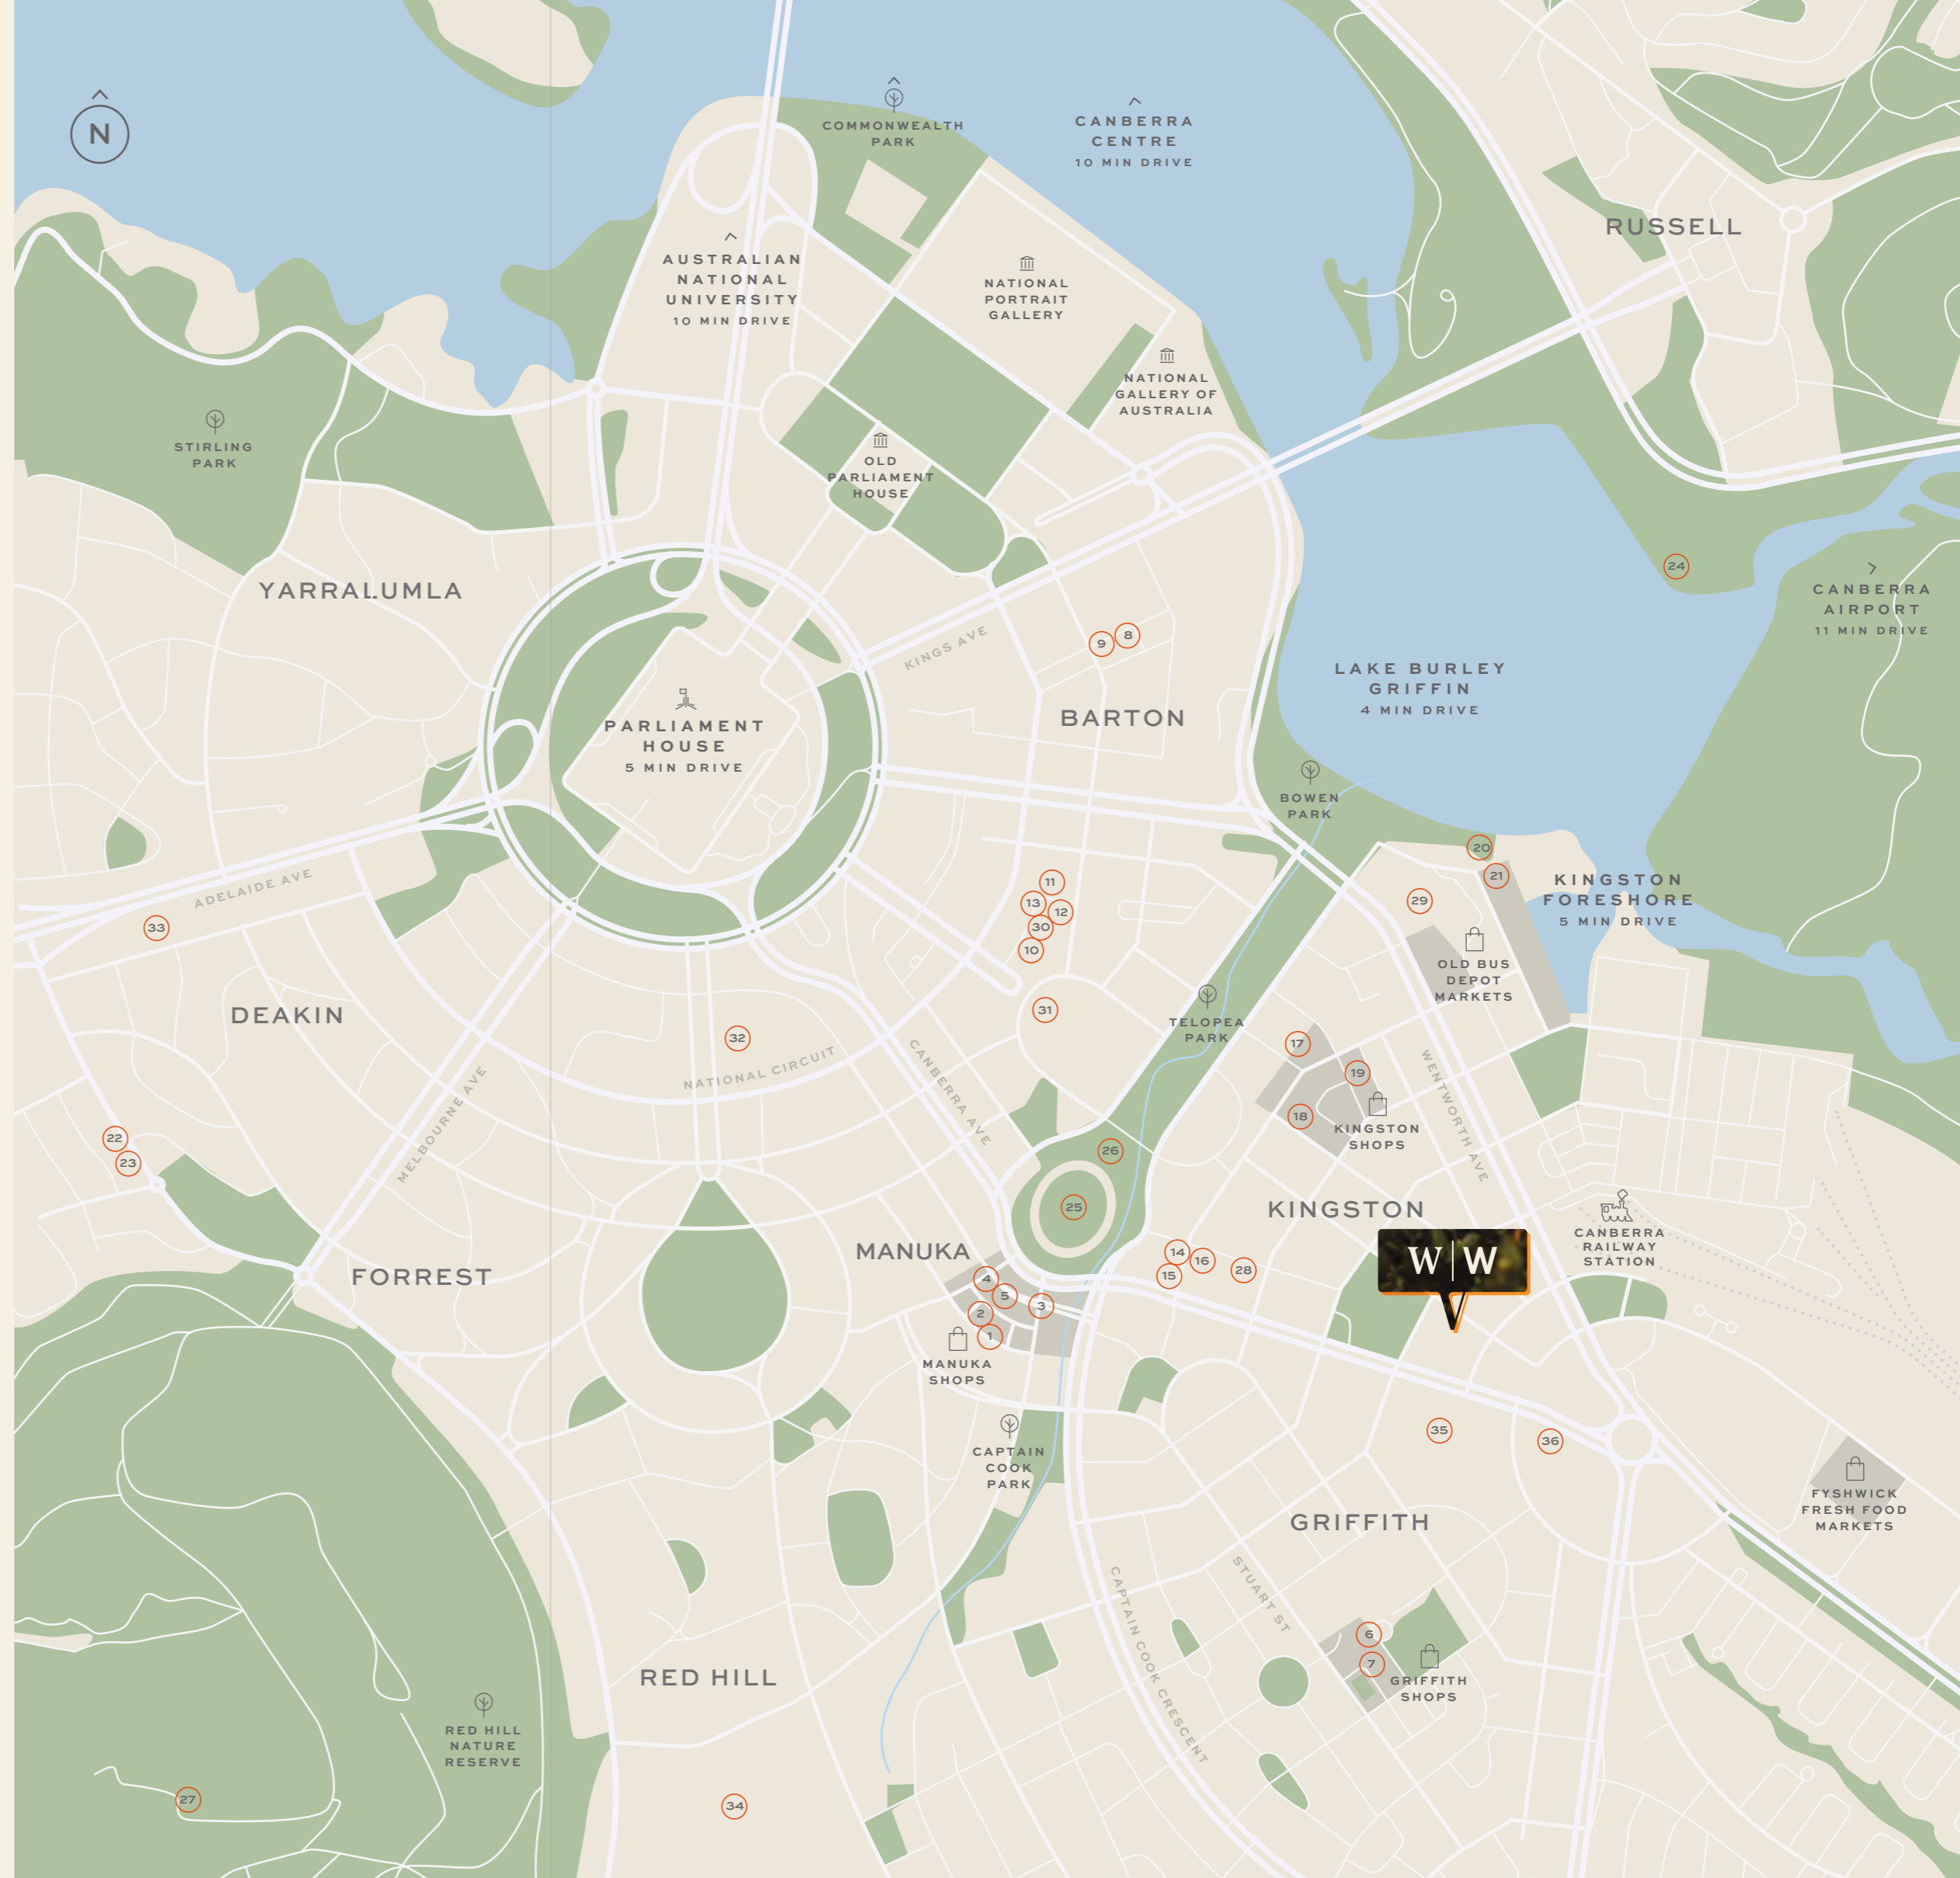 N
COMMONWEALTH
PARK
CANBERRA
CENTRE
10 MIN DRIVE
RUSSELL
AUSTRALIAN
NATIONAL
UNIVERSITY
10 MIN DRIVE
NATIONAL
PORTRAIT
GALLERY
NATIONAL
GALLERY OF
AUSTRALIA
STIRLING
PARK
OLD
PARLIAMENT
HOUSE
24
CANBERRA
AIRPORT
11 MIN DRIVE
YARRALUMLA
KINGS AVE
9
8
LAKE BURLEY
GRIFFIN
4 MIN DRIVE
PARLIAMENT
HOUSE
5 MIN DRIVE
BARTON
BOWEN
PARK
20
21
KINGSTON
FORESHORE
5 MIN DRIVE
ADELAIDE AVE
33
11
13
12
30
10
29
OLD BUS
DEPOT
MARKETS
DEAKIN
31
TELOPEA
PARK
32
NATIONAL CIRCUIT
CANBERRA AVE
17
19
18
KINGSTON
SHOPS
WENTWORTH AVE
MELBOURNE AVE
22
23
26
25
KINGSTON
CANBERRA
RAILWAY
STATION
MANUKA
14
16
15
28
W|W
FORREST
4
5
3
2
1
MANUKA
SHOPS
CAPTAIN
COOK
PARK
35
36
FYSHWICK
FRESH FOOD
MARKETS
GRIFFITH
STUART ST
CAPTAIN COOK CRESCENT
6
7
GRIFFITH
SHOPS
RED HILL
RED HILL
NATURE
RESERVE
27
34